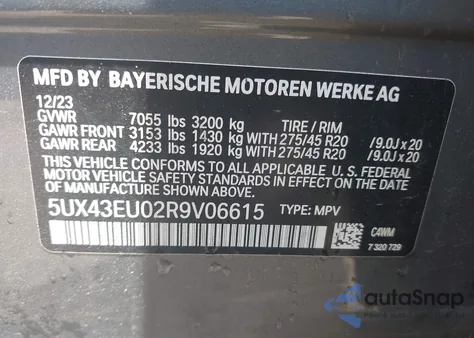 MFD BY BAYERISCHE MOTOREN WERKE AG
12/23
GVWR 7055 lbs 3200 kg TIRE / RIM
GAWR FRONT 3153 lbs 1430 kg WITH 275/45 R20 /9.0J x 20
GAWR REAR 4233 lbs 1920 kg WITH 275/45 R20 /9.0J x 20
THIS VEHICLE CONFORMS TO ALL APPLICABLE U.S. FEDERAL
MOTOR VEHICLE SAFETY STANDARDS IN EFFECT ON THE
DATE OF MANUFACTURE SHOWN ABOVE.
5UX43EU02R9V06615 TYPE: MPV
C4WM
7 320 729
autaSnap